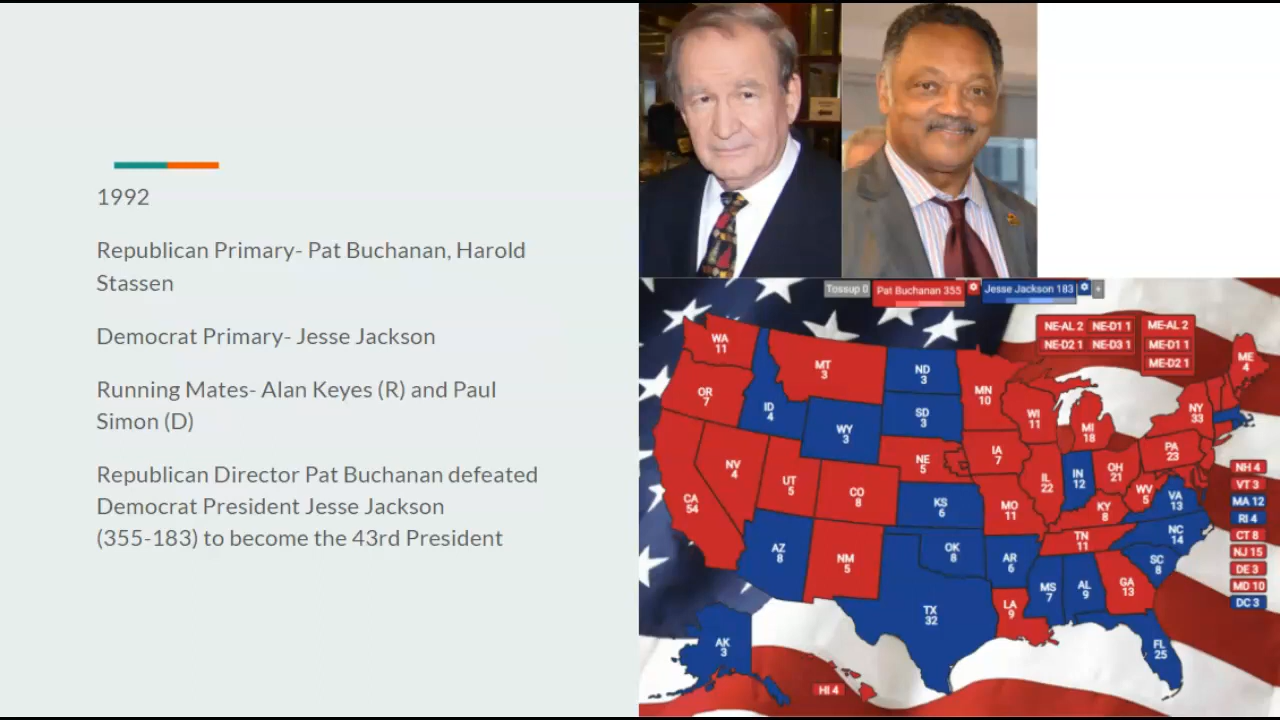 1992
Republican Primary- Pat Buchanan, Harold
Stassen
Democrat Primary- Jesse Jackson
Running Mates- Alan Keyes (R) and Paul
Simon (D)
Republican Director Pat Buchanan defeated
Democrat President Jesse Jackson
(355-183) to become the 43rd President
Tossup 0
Pat Buchanan 355
Jesse Jackson 183
+
NE-AL 2 NE-D1 1
NE-D2 1 NE-D3 1
ME-AL 2
ME-D1 1
ME-D2 1
WA
11
OR
7
CA
54
NV
4
ID
4
MT
3
WY
3
UT
5
CO
8
AZ
8
NM
5
ND
3
SD
3
NE
5
KS
6
OK
8
TX
32
MN
10
IA
7
MO
11
AR
6
LA
9
WI
11
IL
22
MI
18
IN
12
OH
21
KY
8
TN
11
MS
7
AL
9
GA
13
FL
25
SC
8
NC
14
VA
13
WV
5
PA
23
NY
33
ME
4
NH 4
VT 3
MA 12
RI 4
CT 8
NJ 15
DE 3
MD 10
DC 3
AK
3
HI 4